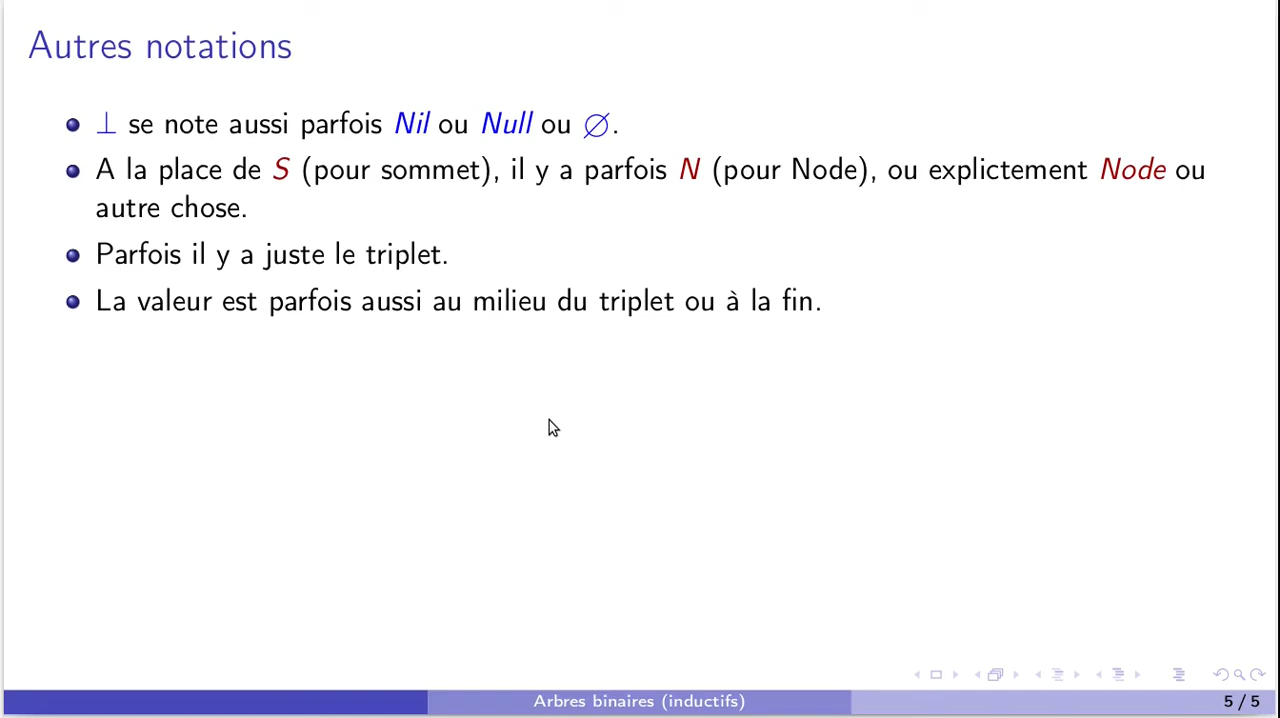 Autres notations
⊥ se note aussi parfois Nil ou Null ou ∅.
A la place de S (pour sommet), il y a parfois N (pour Node), ou explictement Node ou
autre chose.
Parfois il y a juste le triplet.
La valeur est parfois aussi au milieu du triplet ou à la fin.
Arbres binaires (inductifs)
5 / 5